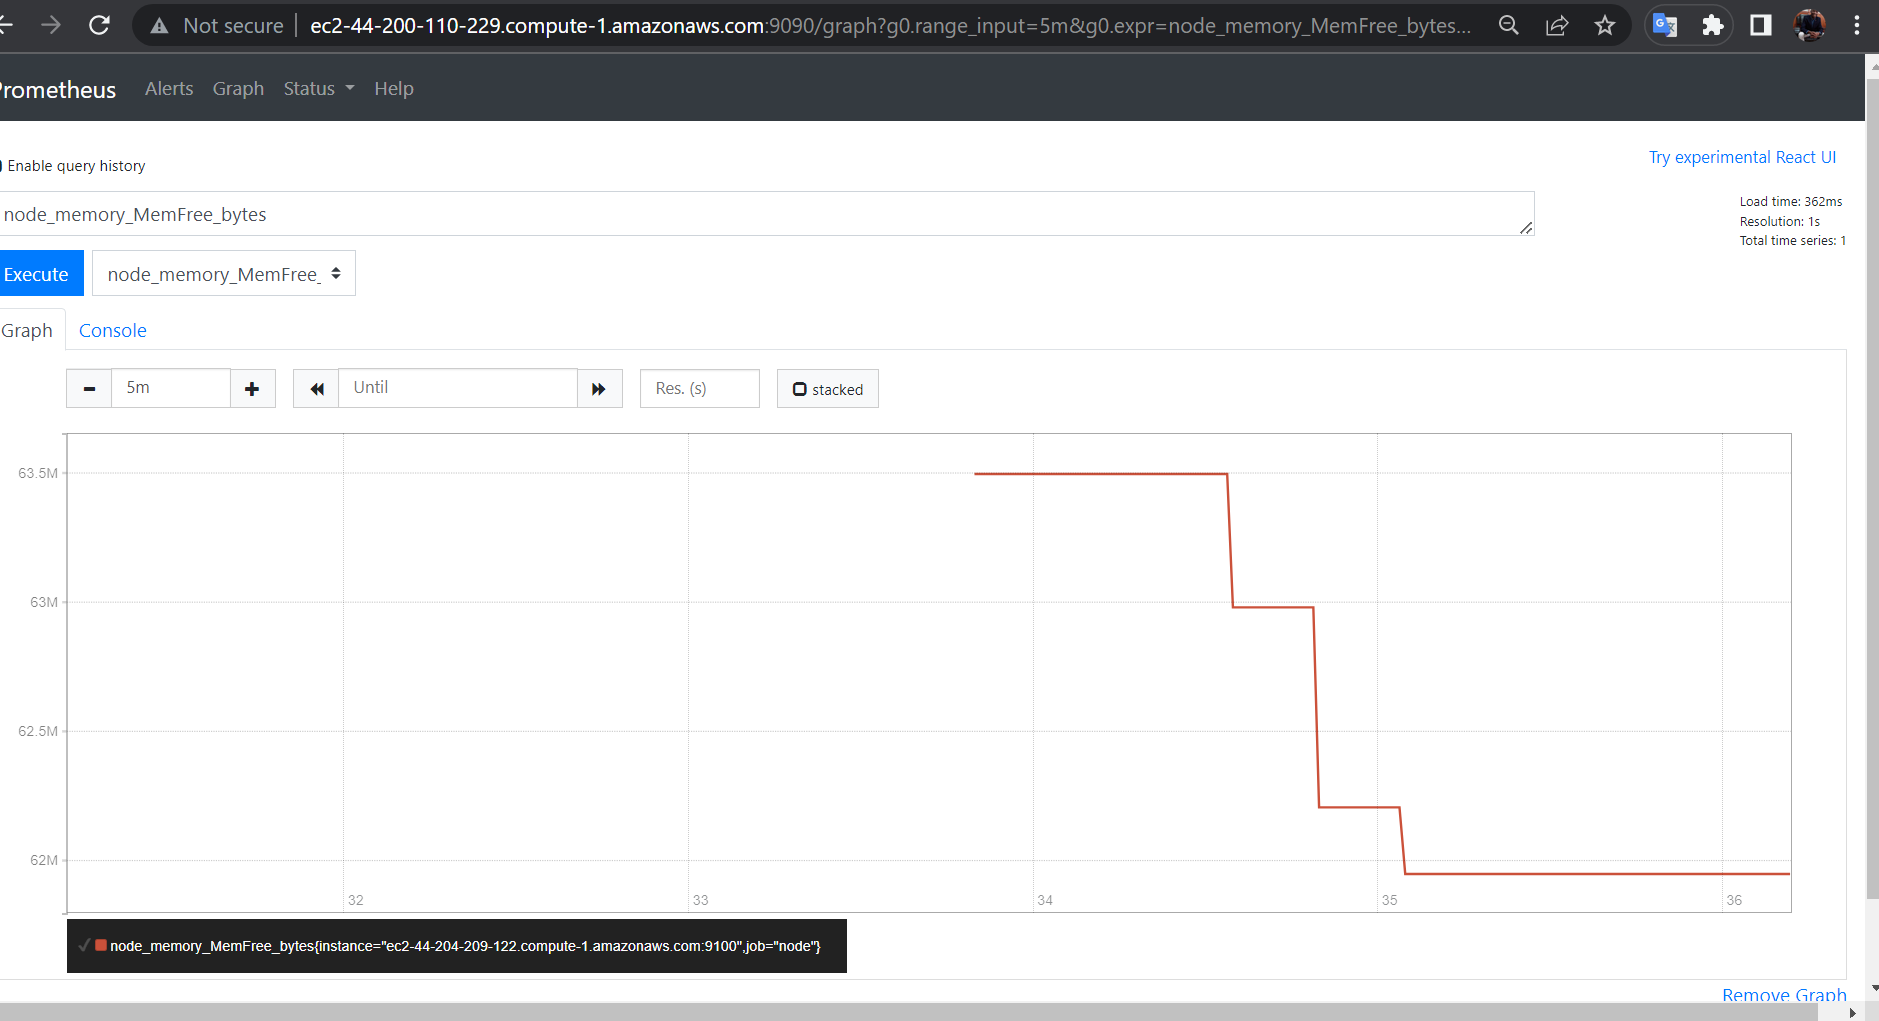 Not secure | ec2-44-200-110-229.compute-1.amazonaws.com:9090/graph?g0.range_input=5m&g0.expr=node_memory_MemFree_bytes...
Prometheus Alerts Graph Status Help
Enable query history
Try experimental React UI
node_memory_MemFree_bytes
Load time: 362ms
Resolution: 1s
Total time series: 1
Execute node_memory_MemFree_
Graph Console
5m Until Res. (s) stacked
63.5M
63M
62.5M
62M
32 33 34 35 36
node_memory_MemFree_bytes{instance="ec2-44-204-209-122.compute-1.amazonaws.com:9100",job="node"}
Remove Graph